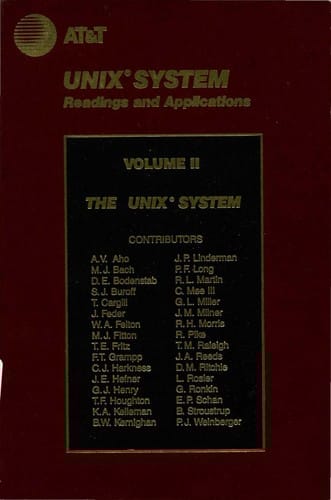 AT&T
UNIX® SYSTEM
Readings and Applications
VOLUME II
THE UNIX® SYSTEM
CONTRIBUTORS
A.V. Aho
M.J. Bach
D.E. Bodenstab
S.J. Buroff
T. Cargill
J. Feder
W.A. Felton
M.J. Fitton
T.E. Fritz
F.T. Grampp
C.J. Harkness
J.E. Hefner
G.J. Henry
T.F. Houghton
K.A. Kelleman
B.W. Kernighan
J.P. Linderman
P.F. Long
R.L. Martin
C. Mee III
G.L. Miller
J.M. Milner
R.H. Morris
R. Pike
T.M. Raleigh
J.A. Reeds
D.M. Ritchie
L. Rosler
G. Ronkin
E.P. Schan
B. Stroustrup
P.J. Weinberger